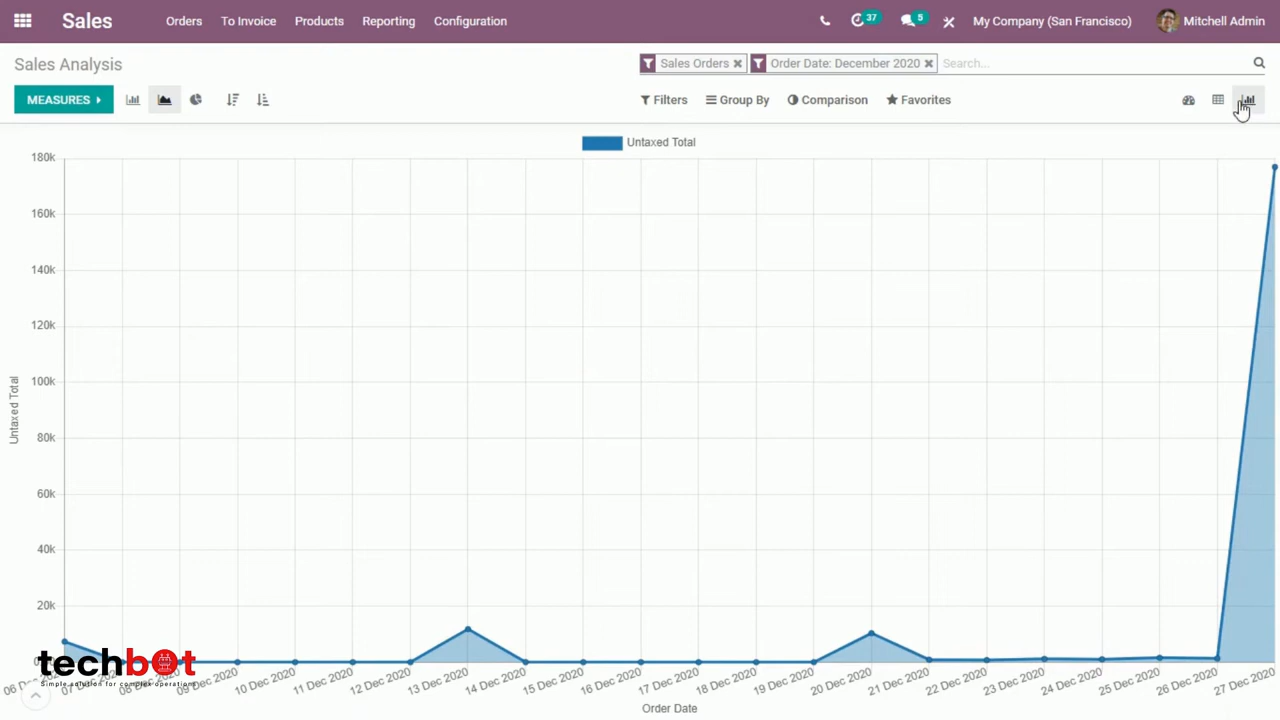 Sales Orders To Invoice Products Reporting Configuration 37 5 My Company (San Francisco) Mitchell Admin
Sales Analysis Sales Orders × Order Date: December 2020 × Search...
MEASURES Filters Group By Comparison Favorites
Untaxed Total
180k
160k
140k
120k
100k
80k
60k
40k
20k
Untaxed Total
techbot
Simple solution for complex operations
10 Dec 2020 11 Dec 2020 12 Dec 2020 13 Dec 2020 14 Dec 2020 15 Dec 2020 16 Dec 2020 17 Dec 2020 18 Dec 2020 19 Dec 2020 20 Dec 2020 21 Dec 2020 22 Dec 2020 23 Dec 2020 24 Dec 2020 25 Dec 2020 26 Dec 2020 27 Dec 2020
Order Date